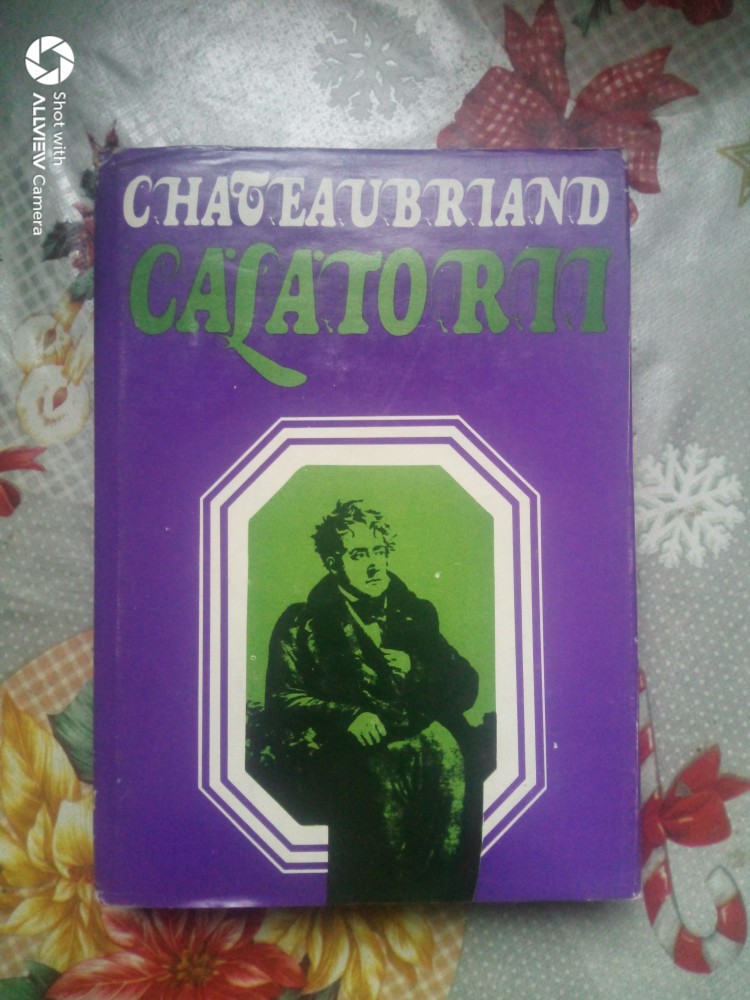 CHATEAUBRIAND
CĂLĂTORII
Shot with
ALLVIEW Camera